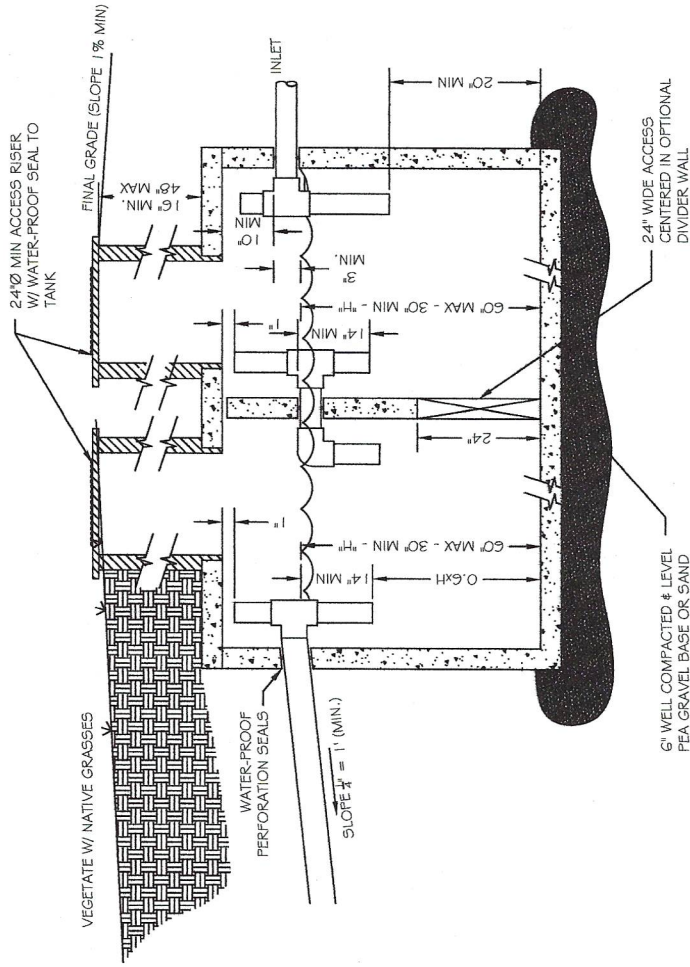 24"Ø MIN ACCESS RISER
W/ WATER-PROOF SEAL TO
TANK
FINAL GRADE (SLOPE 1% MIN)
VEGETATE W/ NATIVE GRASSES
16" MIN.
48" MAX
INLET
10"
MIN
3"
MIN.
20" MIN
1"
14" MIN
60" MAX - 30" MIN - "H"
24"
1"
60" MAX - 30" MIN - "H"
14" MIN
0.6xH
WATER-PROOF
PERFORATION SEALS
SLOPE ¼" = 1' (MIN.)
24" WIDE ACCESS
CENTERED IN OPTIONAL
DIVIDER WALL
6" WELL COMPACTED & LEVEL
PEA GRAVEL BASE OR SAND